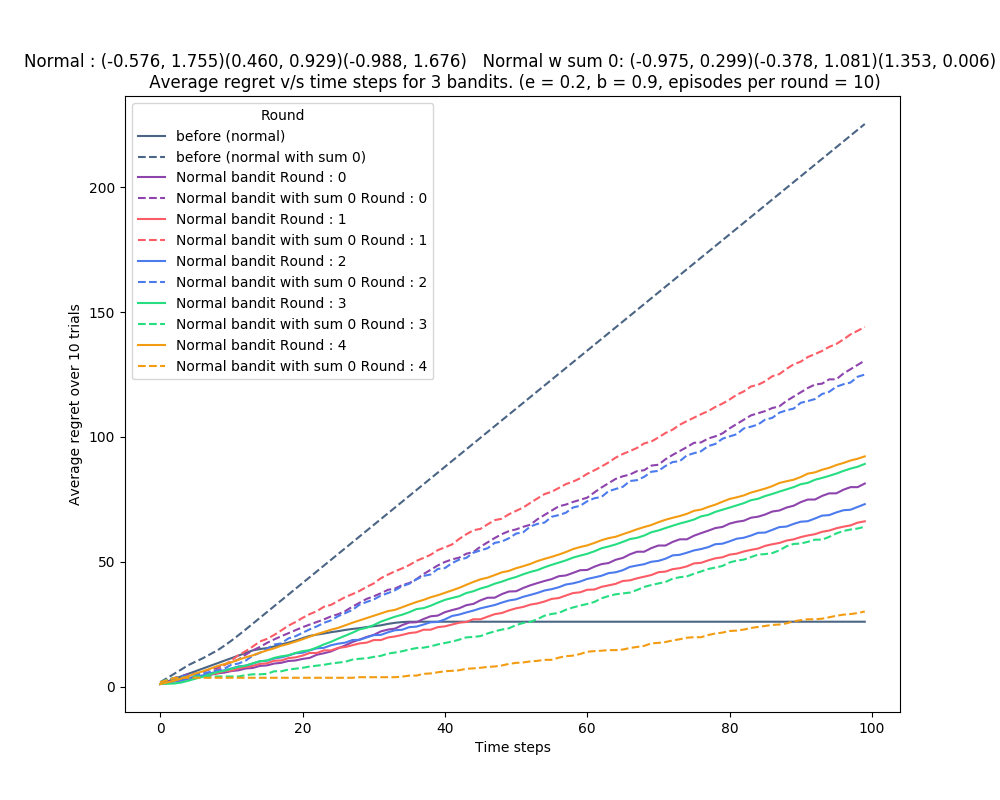 Normal : (-0.576, 1.755)(0.460, 0.929)(-0.988, 1.676)   Normal w sum 0: (-0.975, 0.299)(-0.378, 1.081)(1.353, 0.006)
Average regret v/s time steps for 3 bandits. (e = 0.2, b = 0.9, episodes per round = 10)
Round
before (normal)
before (normal with sum 0)
Normal bandit Round : 0
Normal bandit with sum 0 Round : 0
Normal bandit Round : 1
Normal bandit with sum 0 Round : 1
Normal bandit Round : 2
Normal bandit with sum 0 Round : 2
Normal bandit Round : 3
Normal bandit with sum 0 Round : 3
Normal bandit Round : 4
Normal bandit with sum 0 Round : 4
Average regret over 10 trials
200
150
100
50
0
0 20 40 60 80 100
Time steps